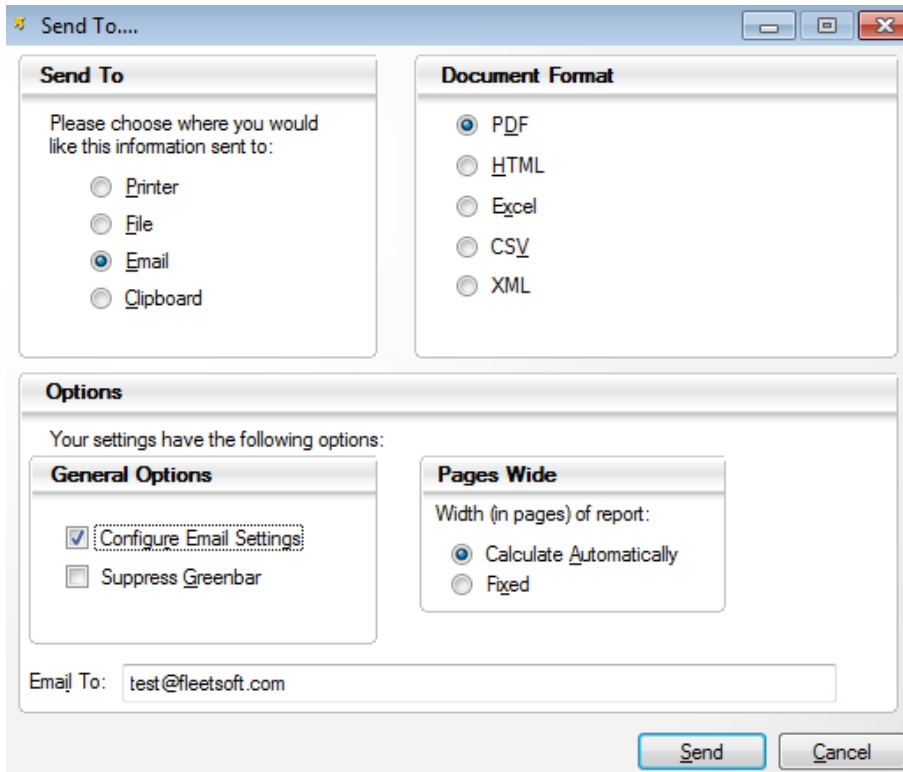 Send To....
Send To
Please choose where you would
like this information sent to:
Printer
File
Email
Clipboard
Document Format
PDF
HTML
Excel
CSV
XML
Options
Your settings have the following options:
General Options
Configure Email Settings
Suppress Greenbar
Pages Wide
Width (in pages) of report:
Calculate Automatically
Fixed
Email To: test@fleetsoft.com
Send Cancel